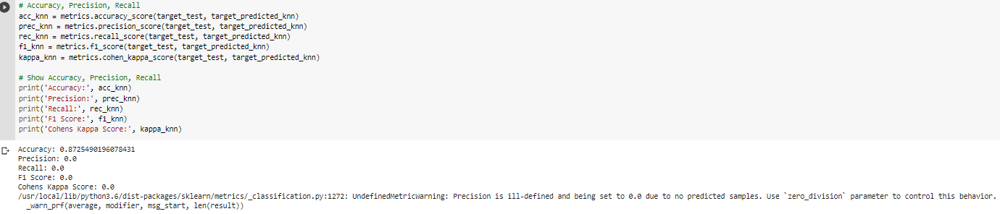 # Accuracy, Precision, Recall
acc_knn = metrics.accuracy_score(target_test, target_predicted_knn)
prec_knn = metrics.precision_score(target_test, target_predicted_knn)
rec_knn = metrics.recall_score(target_test, target_predicted_knn)
f1_knn = metrics.f1_score(target_test, target_predicted_knn)
kappa_knn = metrics.cohen_kappa_score(target_test, target_predicted_knn)
# Show Accuracy, Precision, Recall
print('Accuracy:', acc_knn)
print('Precision:', prec_knn)
print('Recall:', rec_knn)
print('F1 Score:', f1_knn)
print('Cohens Kappa Score:', kappa_knn)
Accuracy: 0.8725490196078431
Precision: 0.0
Recall: 0.0
F1 Score: 0.0
Cohens Kappa Score: 0.0
/usr/local/lib/python3.6/dist-packages/sklearn/metrics/_classification.py:1272: UndefinedMetricWarning: Precision is ill-defined and being set to 0.0 due to no predicted samples. Use `zero_division` parameter to control this behavior.
_warn_prf(average, modifier, msg_start, len(result))